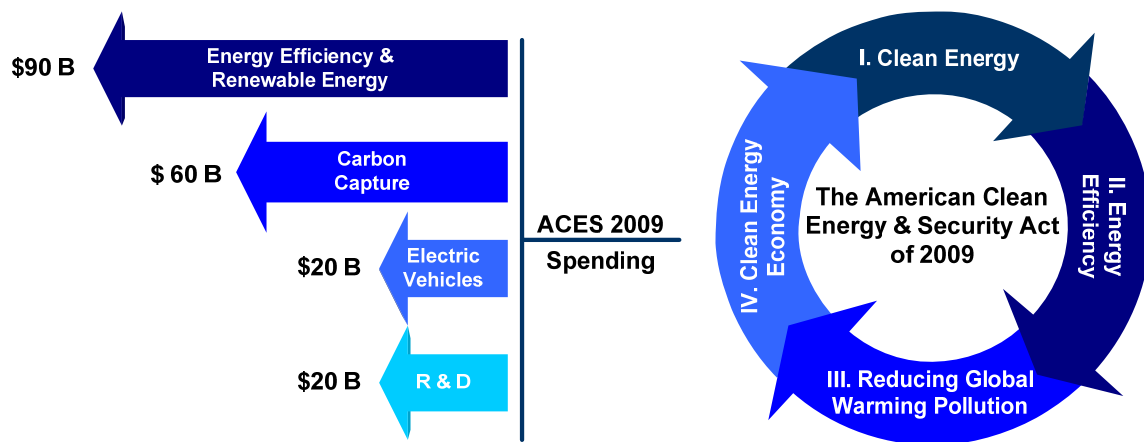 $90 B
Energy Efficiency &
Renewable Energy
$ 60 B
Carbon
Capture
$20 B
Electric
Vehicles
$20 B
R & D
ACES 2009
Spending
I. Clean Energy
II. Energy
Efficiency
III. Reducing Global
Warming Pollution
IV. Clean Energy
Economy
The American Clean
Energy & Security Act
of 2009